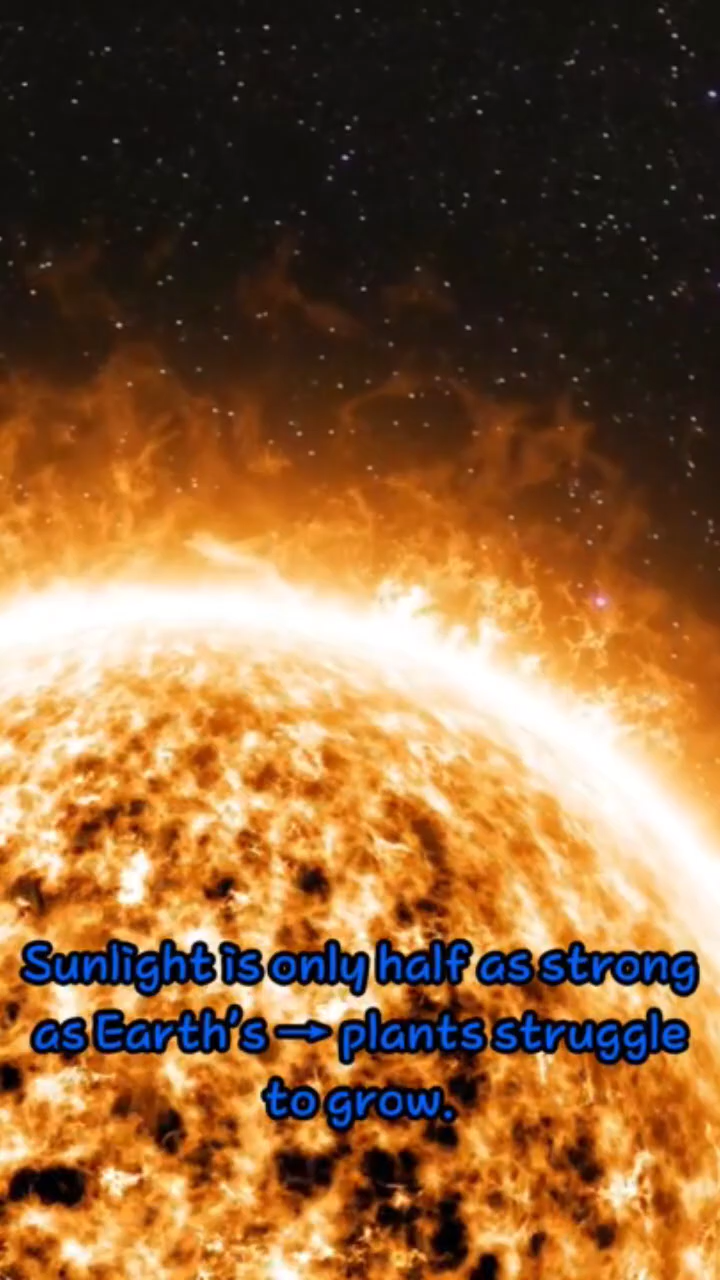 Sunlight is only half as strong
as Earth's → plants struggle
to grow.